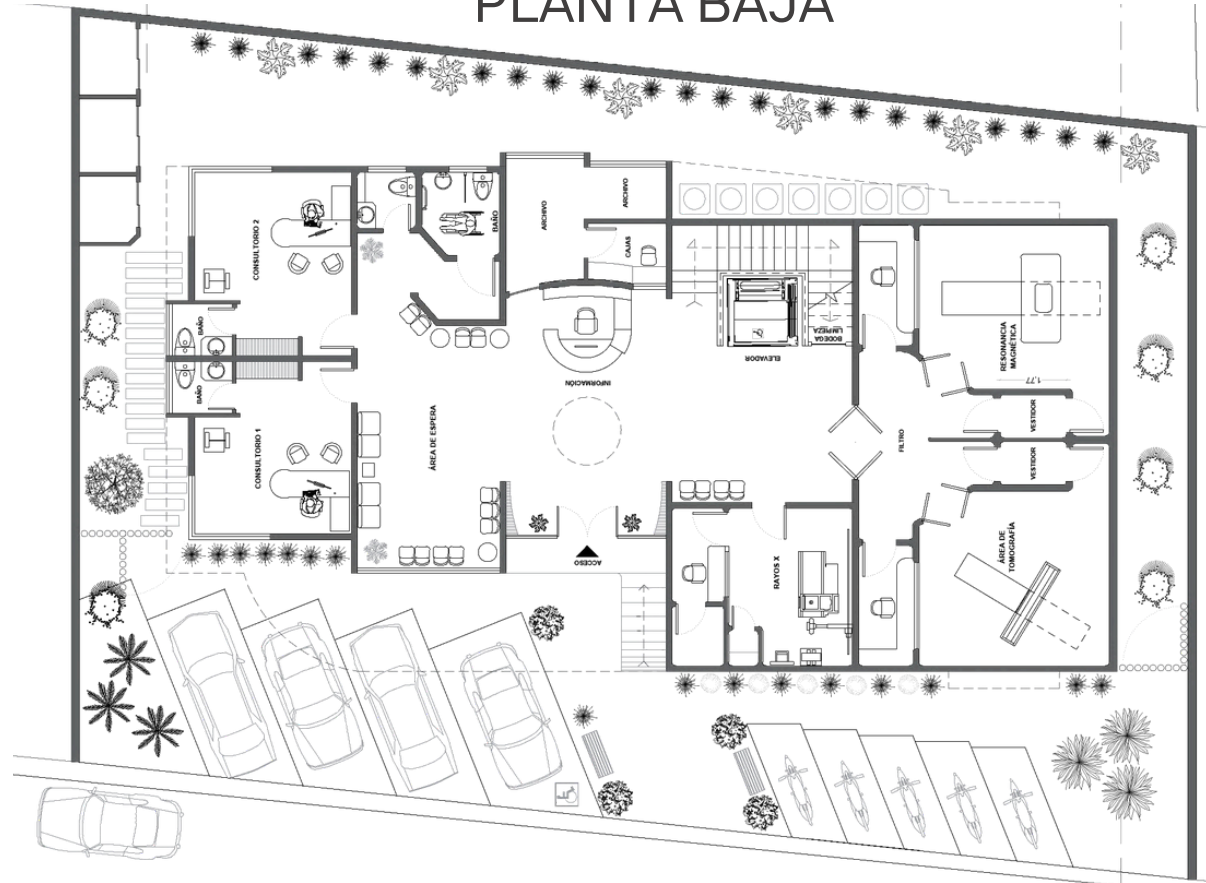 PLANTA BAJA
ARCHIVO
ARCHIVO
CONSULTORIO 2
BAÑO
CAJAS
BODEGA
LIMPIEZA
ELEVADOR
RESONANCIA
MAGNÉTICA
1,77
BAÑO
BAÑO
INFORMACIÓN
VESTIDOR
FILTRO
VESTIDOR
ÁREA DE ESPERA
CONSULTORIO 1
ACCESO
RAYOS X
ÁREA DE
TOMOGRAFÍA